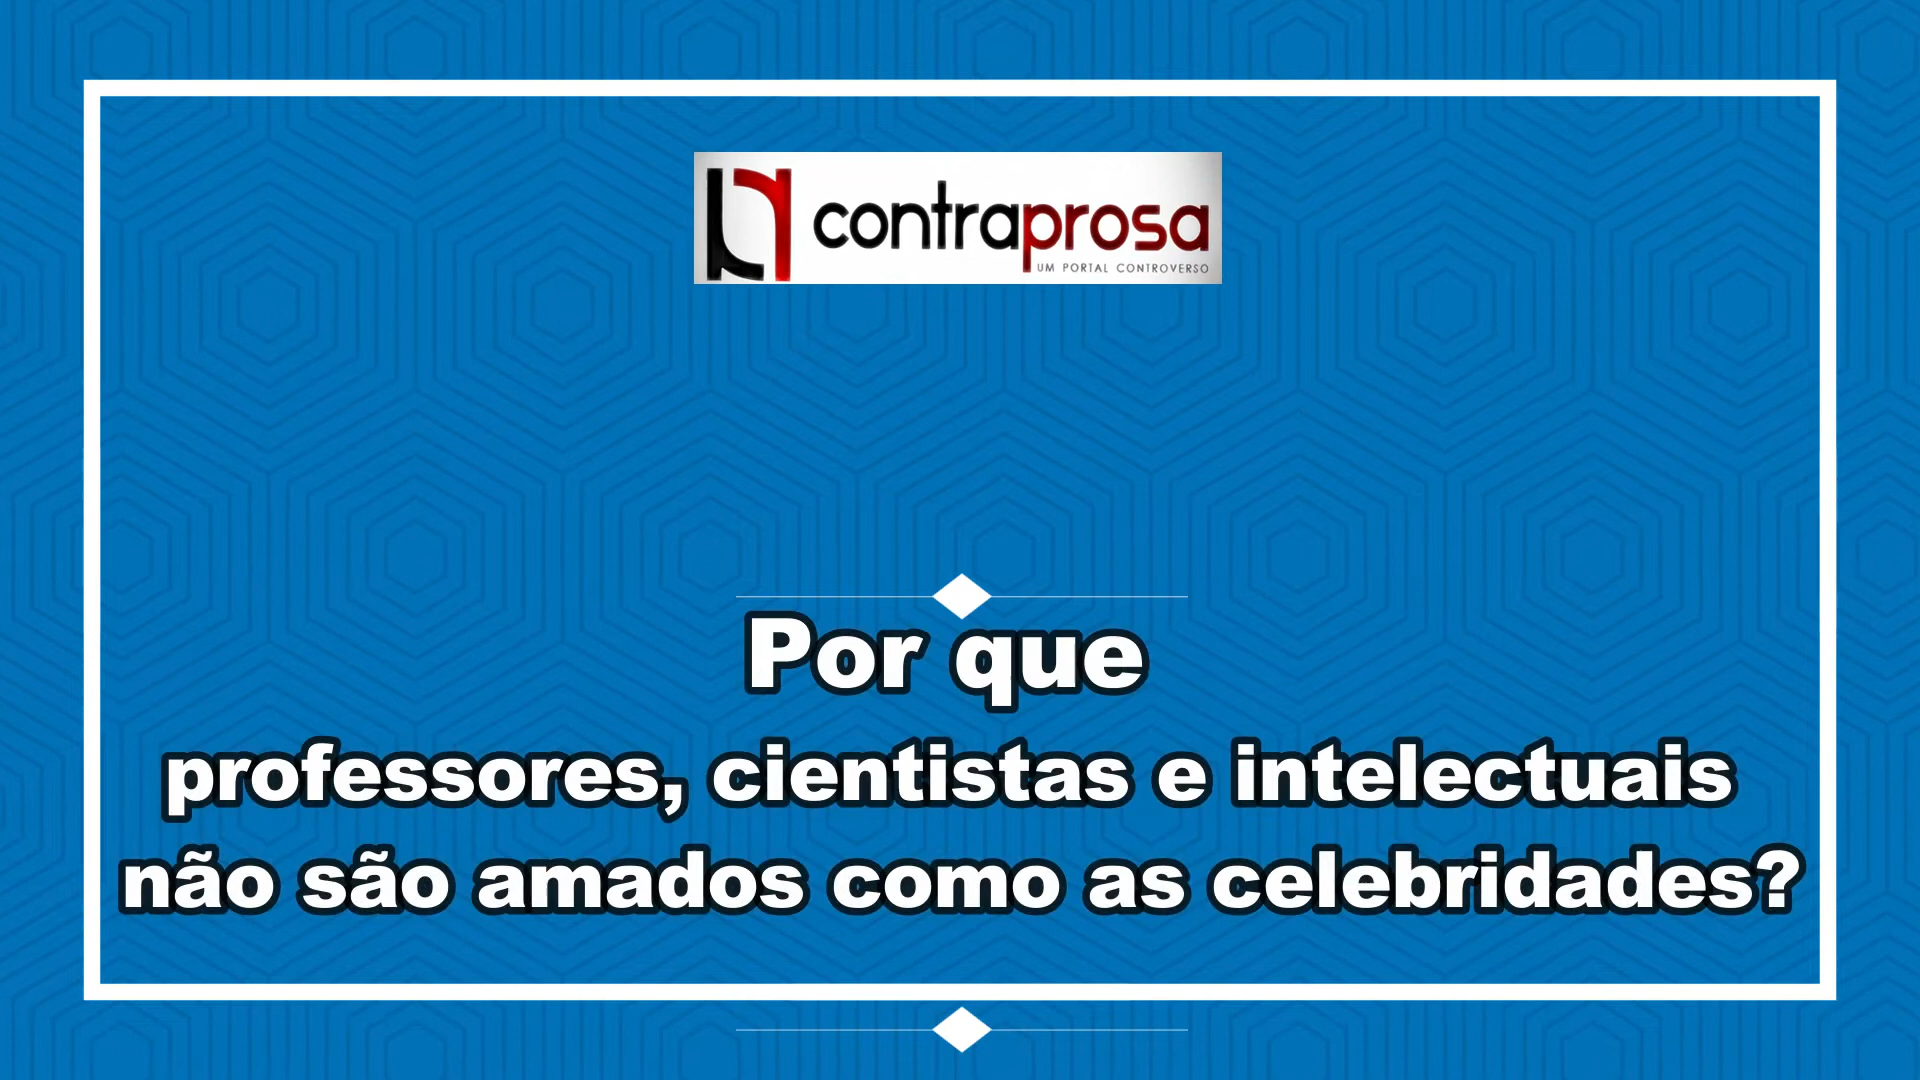 contraprosa
UM PORTAL CONTROVERSO
Por que
professores, cientistas e intelectuais
não são amados como as celebridades?